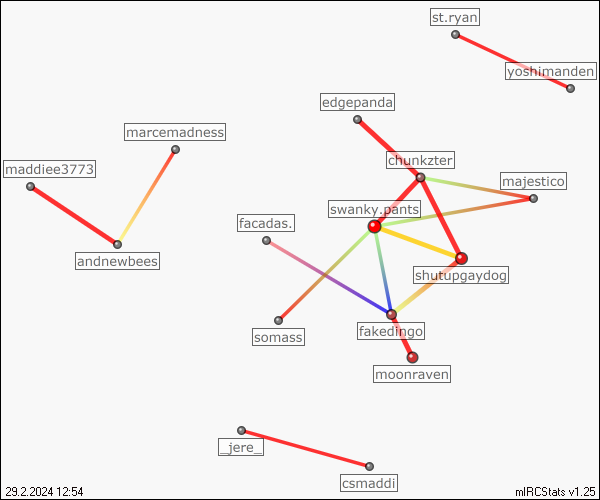 st.ryan
yoshimanden
edgepanda
marcemadness
chunkzter
maddiee3773
majestico
swanky.pants
facadas.
andnewbees
shutupgaydog
fakedingo
somass
moonraven
_jere_
csmaddi
29.2.2024 12:54
mIRCStats v1.25